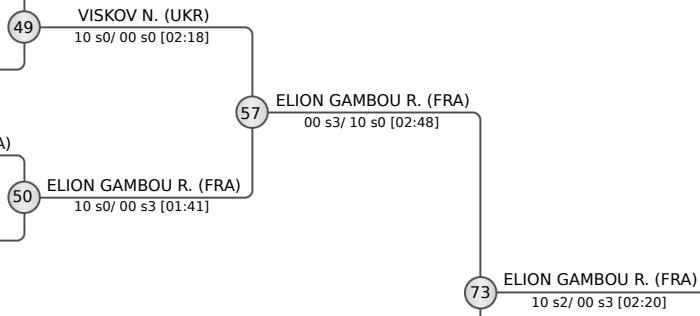 VISKOV N. (UKR)
49
10 s0/ 00 s0 [02:18]
ELION GAMBOU R. (FRA)
57
00 s3/ 10 s0 [02:48]
A)
ELION GAMBOU R. (FRA)
50
10 s0/ 00 s3 [01:41]
ELION GAMBOU R. (FRA)
73
10 s2/ 00 s3 [02:20]